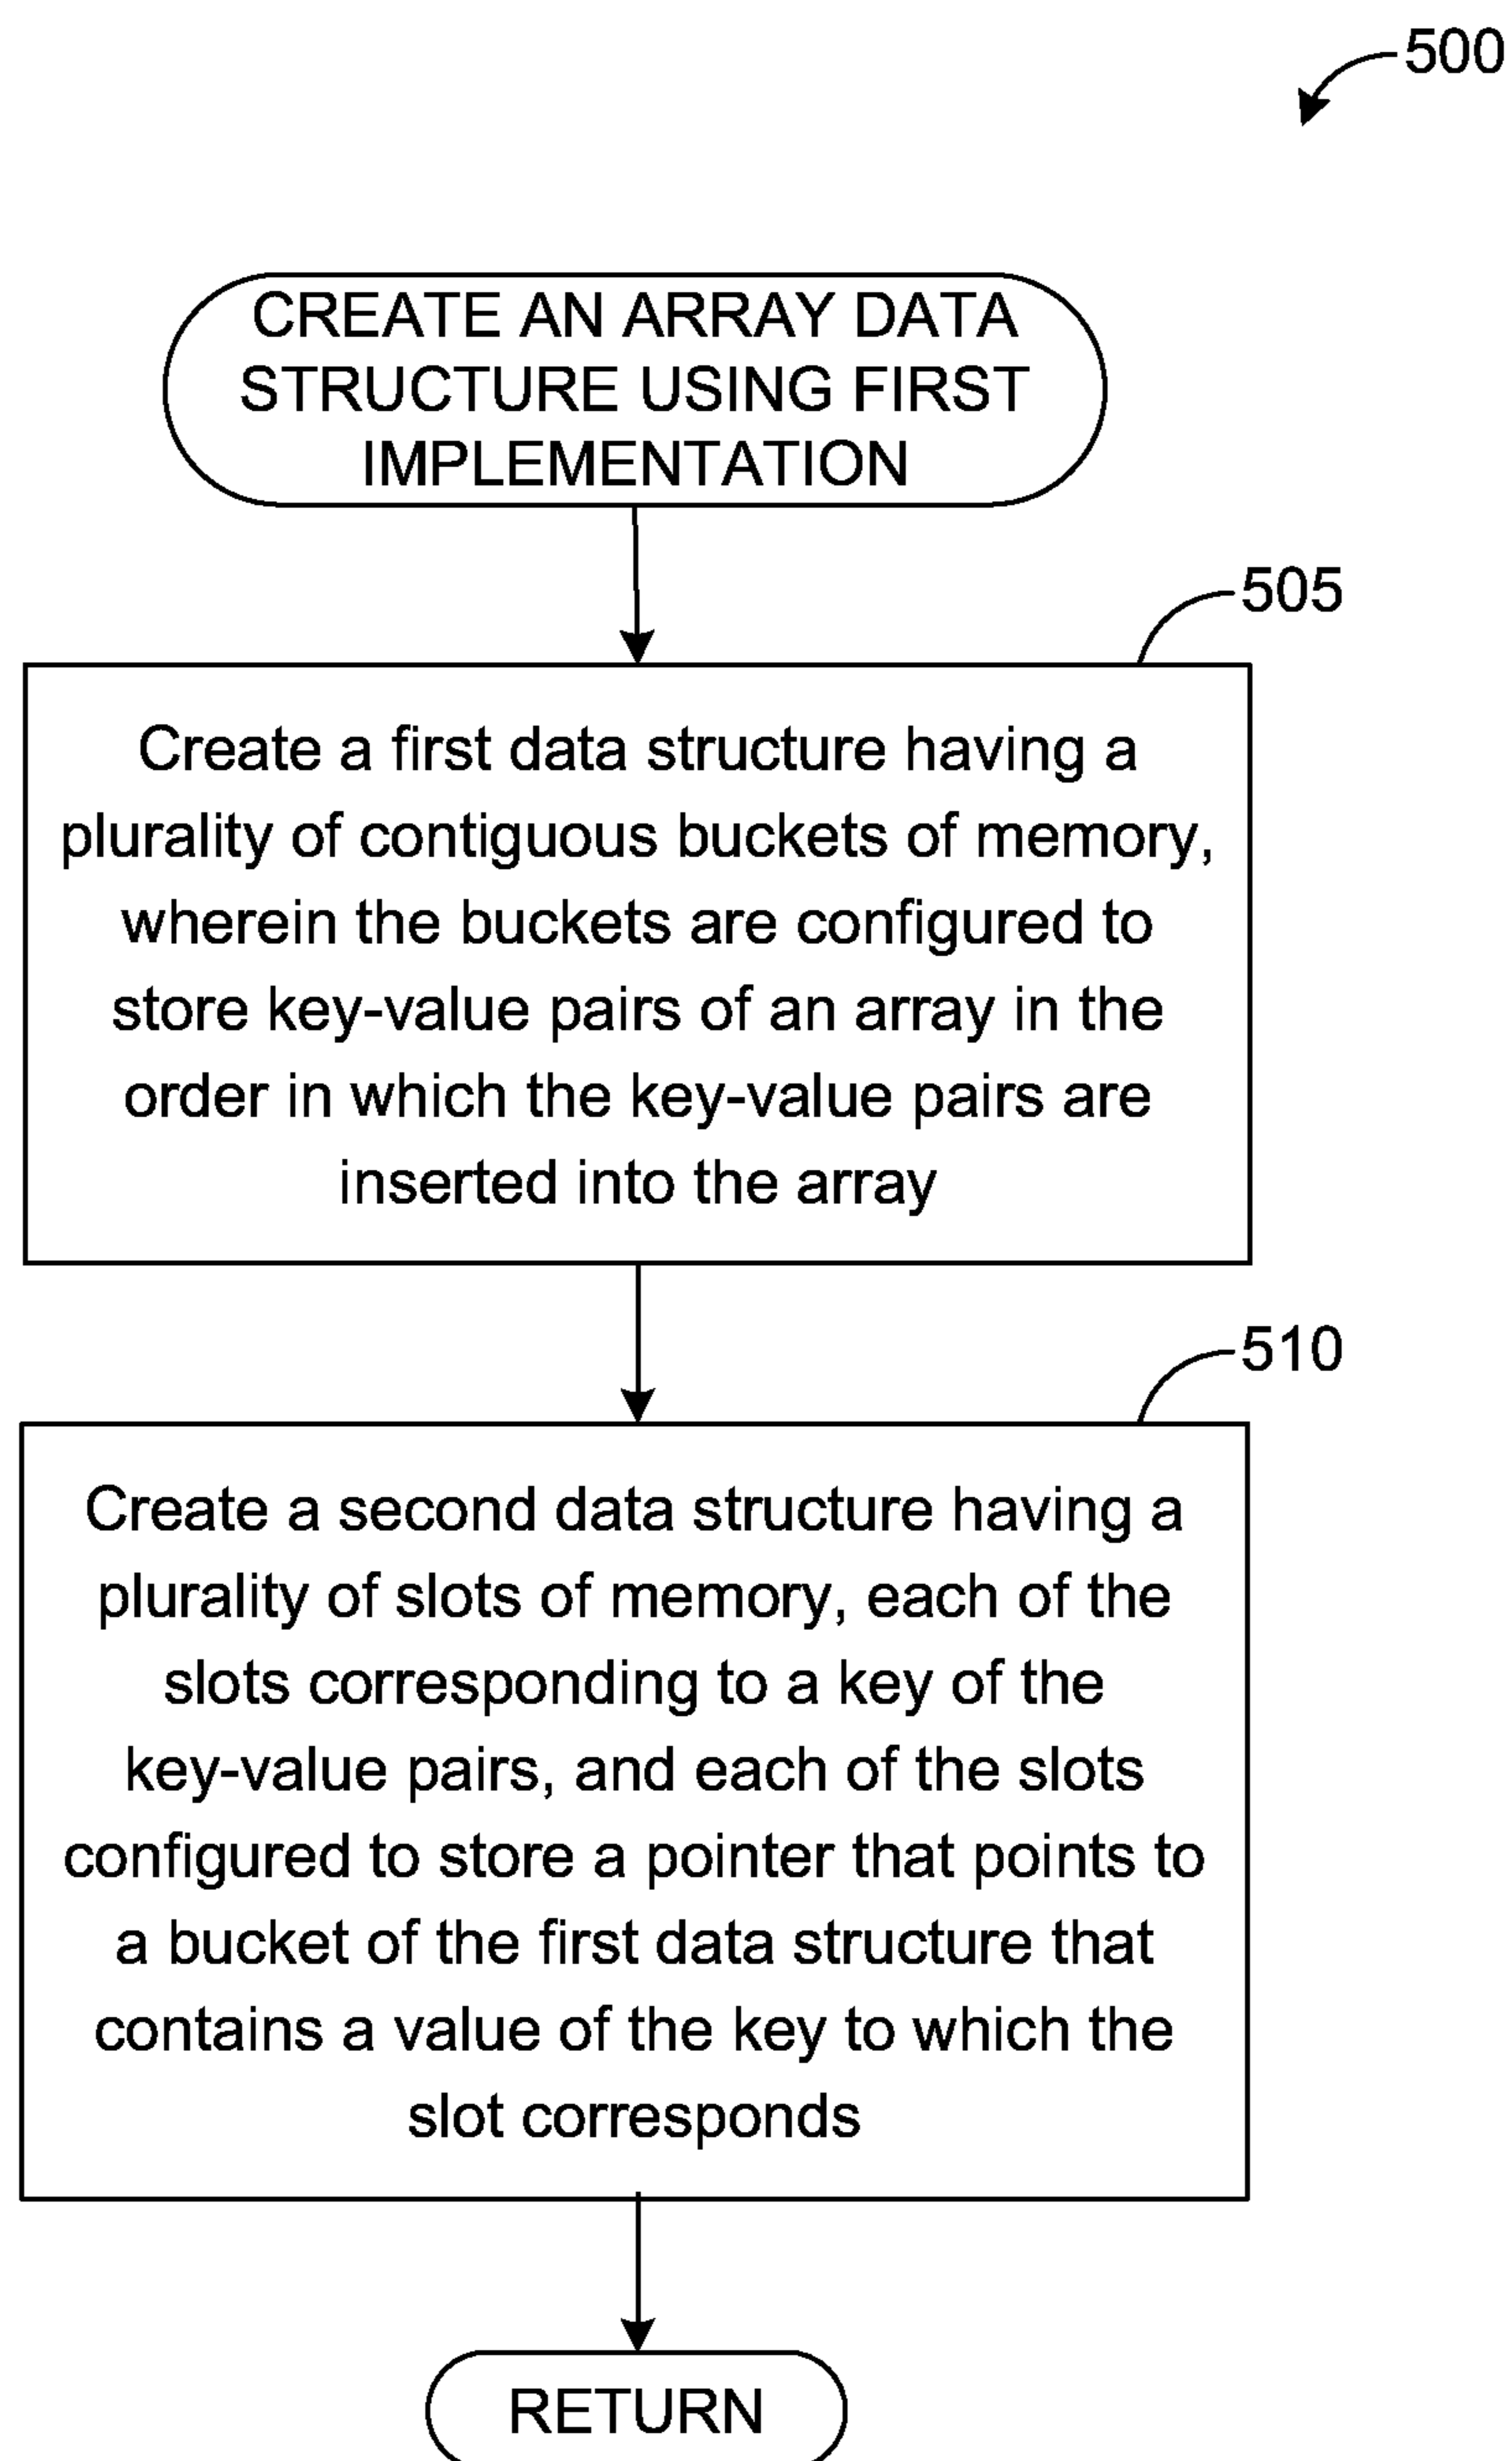 500
CREATE AN ARRAY DATA
STRUCTURE USING FIRST
IMPLEMENTATION
505
Create a first data structure having a
plurality of contiguous buckets of memory,
wherein the buckets are configured to
store key-value pairs of an array in the
order in which the key-value pairs are
inserted into the array
510
Create a second data structure having a
plurality of slots of memory, each of the
slots corresponding to a key of the
key-value pairs, and each of the slots
configured to store a pointer that points to
a bucket of the first data structure that
contains a value of the key to which the
slot corresponds
RETURN